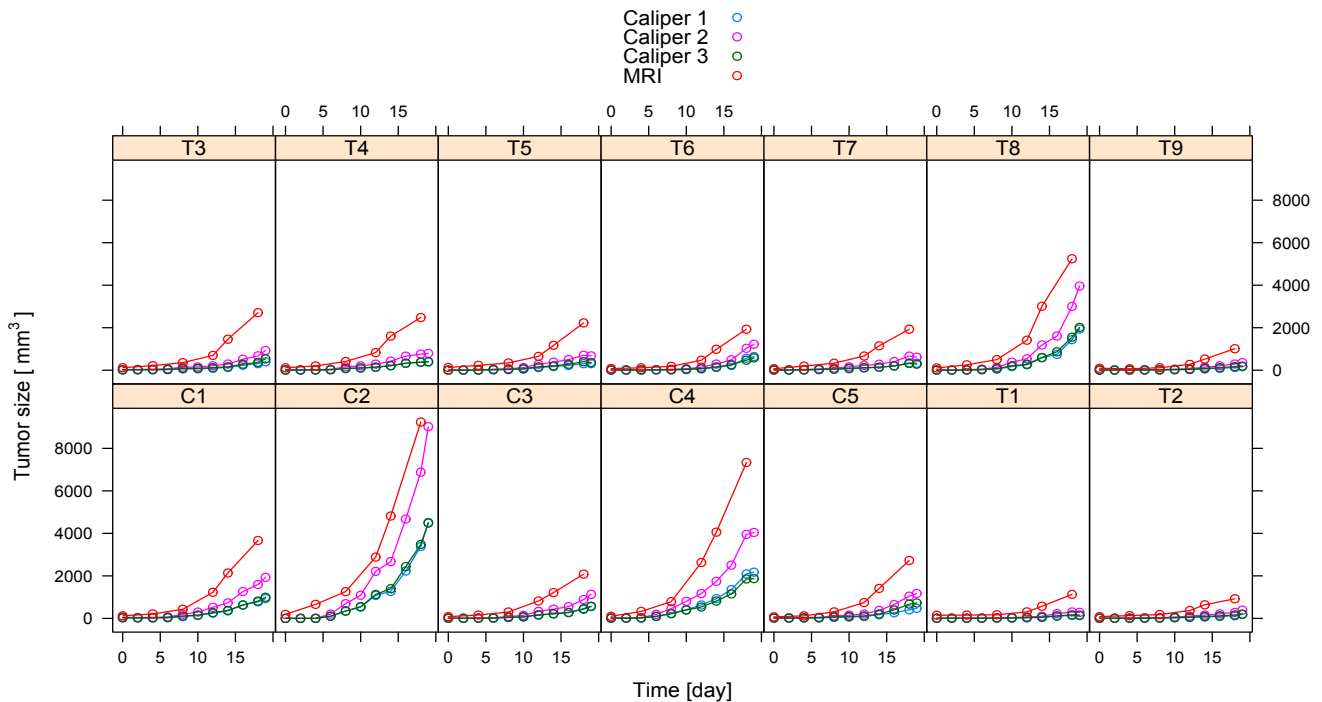 Caliper 1
Caliper 2
Caliper 3
MRI
0 5 10 15 0 5 10 15 0 5 10 15
T3 T4 T5 T6 T7 T8 T9
8000
6000
4000
2000
0
C1 C2 C3 C4 C5 T1 T2
8000
6000
4000
2000
0
0 5 10 15 0 5 10 15 0 5 10 15 0 5 10 15
Tumor size [ mm³ ]
Time [day]